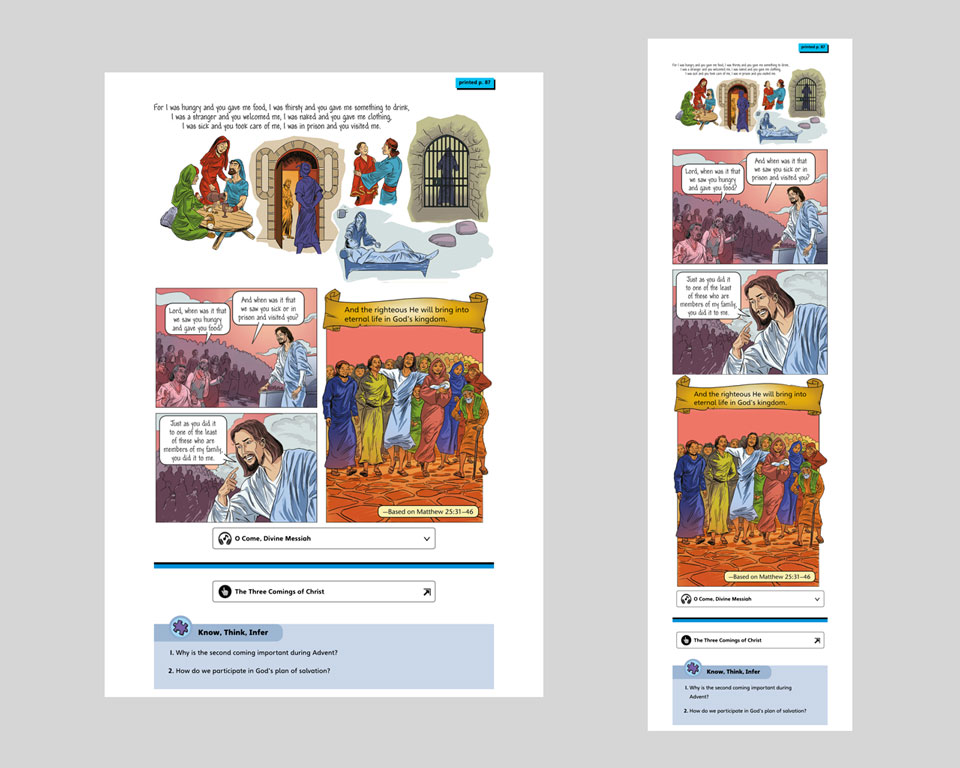 printed p. 87
For I was hungry and you gave me food, I was thirsty and you gave me something to drink,
I was a stranger and you welcomed me, I was naked and you gave me clothing,
I was sick and you took care of me, I was in prison and you visited me.
Lord, when was it that
we saw you hungry
and gave you food?
And when was it that
we saw you sick or in
prison and visited you?
Just as you did it
to one of the least
of these who are
members of my family,
you did it to me.
And the righteous He will bring into
eternal life in God's kingdom.
—Based on Matthew 25:31–46
O Come, Divine Messiah
The Three Comings of Christ
Know, Think, Infer
1. Why is the second coming important during Advent?
2. How do we participate in God's plan of salvation?
printed p. 87
For I was hungry and you gave me food, I was thirsty and you gave me something to drink,
I was a stranger and you welcomed me, I was naked and you gave me clothing,
I was sick and you took care of me, I was in prison and you visited me.
Lord, when was it that
we saw you hungry
and gave you food?
And when was it that
we saw you sick or in
prison and visited you?
Just as you did it
to one of the least
of these who are
members of my family,
you did it to me.
And the righteous He will bring into
eternal life in God's kingdom.
—Based on Matthew 25:31–46
O Come, Divine Messiah
The Three Comings of Christ
Know, Think, Infer
1. Why is the second coming important during
Advent?
2. How do we participate in God's plan of salvation?